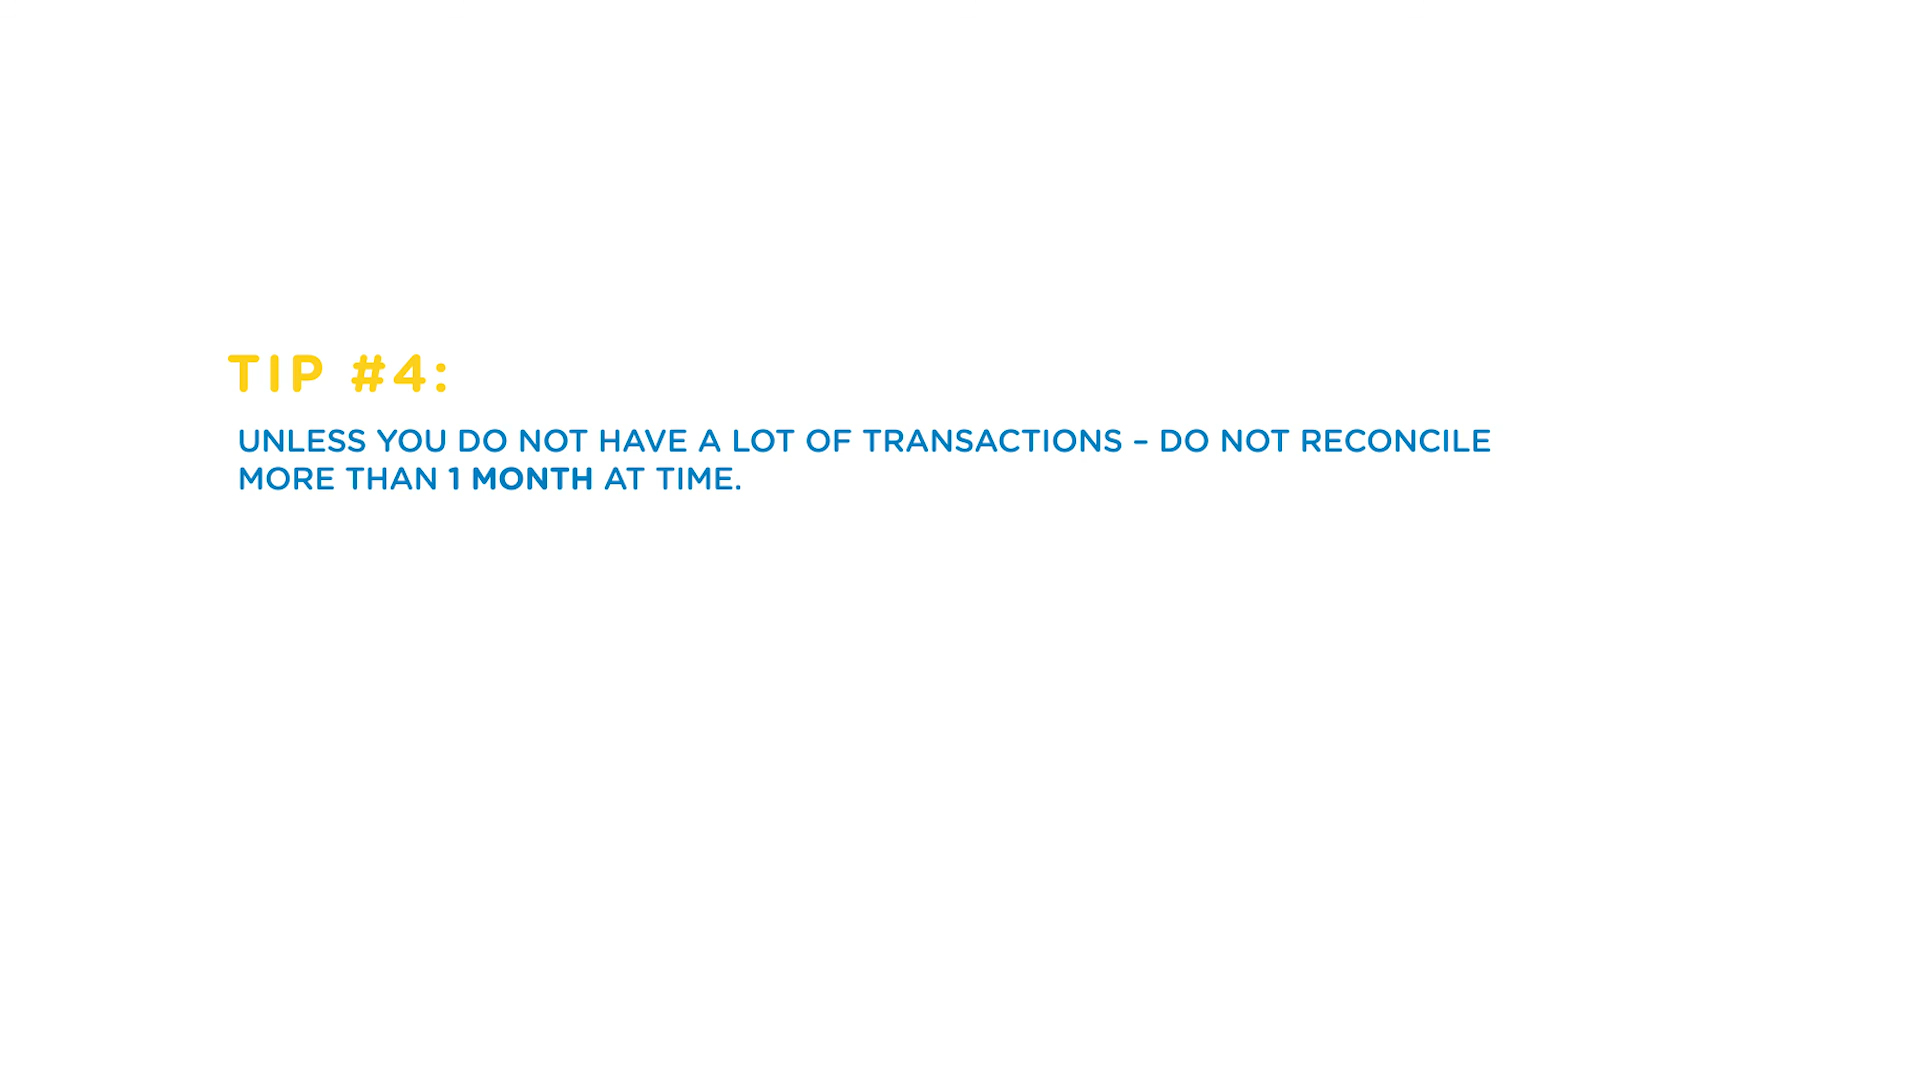 TIP #4:
UNLESS YOU DO NOT HAVE A LOT OF TRANSACTIONS – DO NOT RECONCILE
MORE THAN 1 MONTH AT TIME.